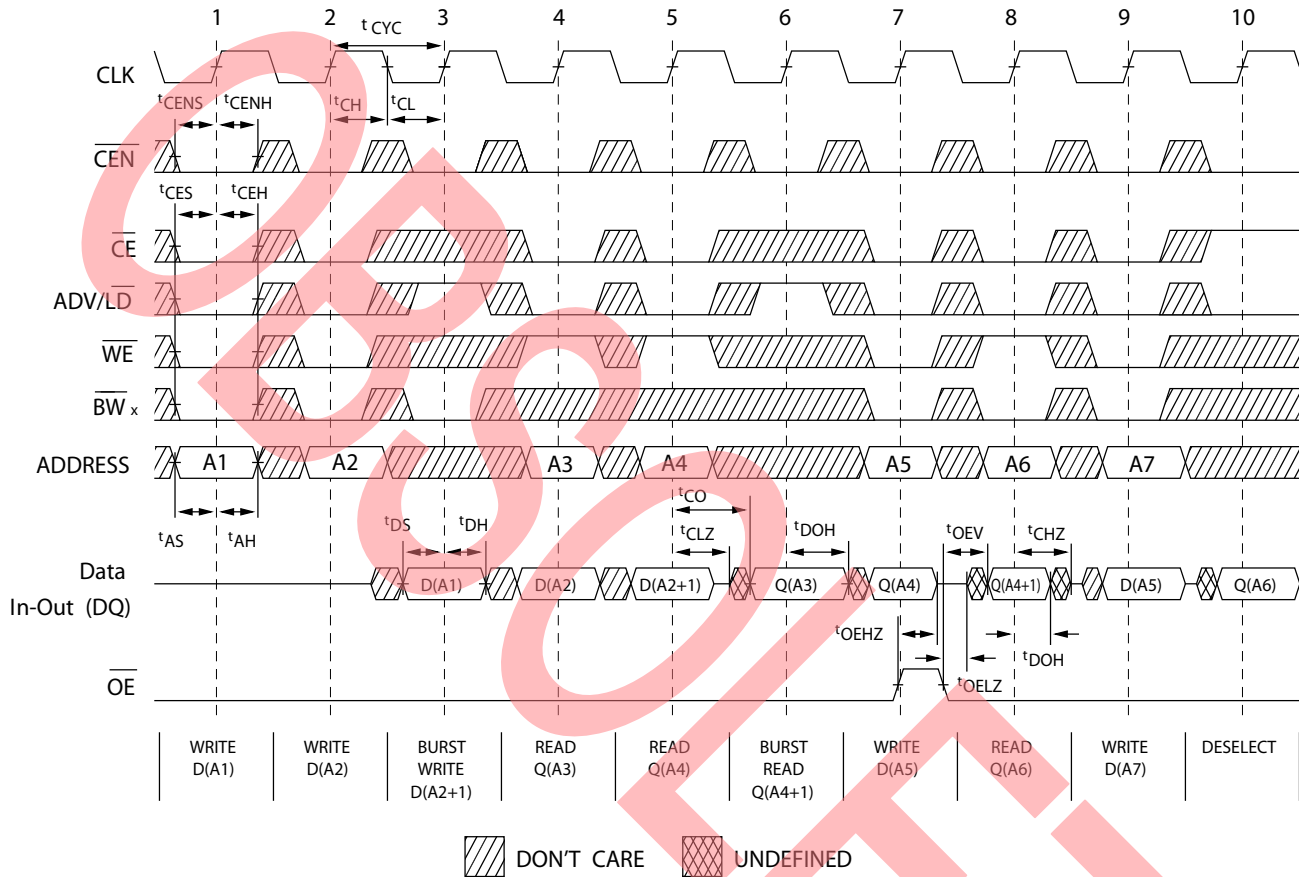 1 2 3 4 5 6 7 8 9 10
tCYC
CLK
tCENS tCENH tCH tCL
CEN
tCES tCEH
CE
ADV/LD
WE
BWx
ADDRESS A1 A2 A3 A4 A5 A6 A7
tCO
tAS tAH tDS tDH tCLZ tDOH tOEV tCHZ
Data
In-Out (DQ) D(A1) D(A2) D(A2+1) Q(A3) Q(A4) Q(A4+1) D(A5) Q(A6)
tOEHZ tDOH
tOELZ
OE
WRITE
D(A1)
WRITE
D(A2)
BURST
WRITE
D(A2+1)
READ
Q(A3)
READ
Q(A4)
BURST
READ
Q(A4+1)
WRITE
D(A5)
READ
Q(A6)
WRITE
D(A7)
DESELECT
DON'T CARE UNDEFINED